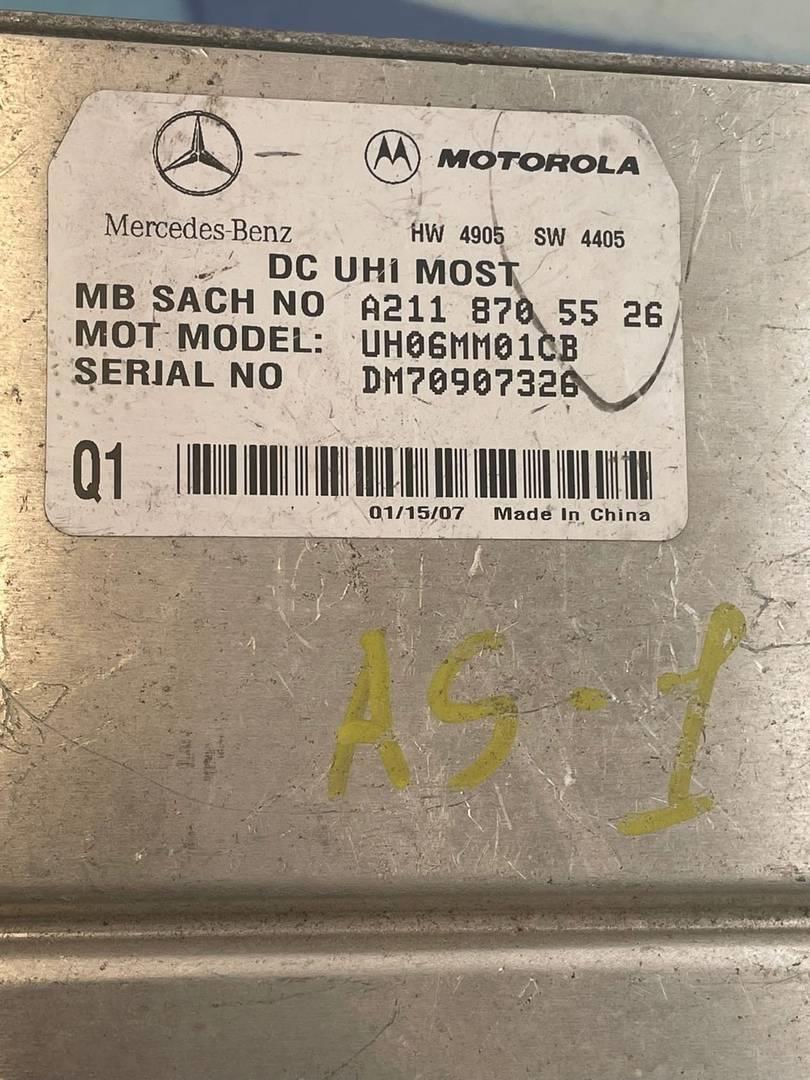 MOTOROLA
Mercedes-Benz
HW 4905 SW 4405
DC UHI MOST
MB SACH NO A211 870 55 26
MOT MODEL: UH06MM01CB
SERIAL NO DM70907326
Q1
01/15/07 Made In China
AS-1